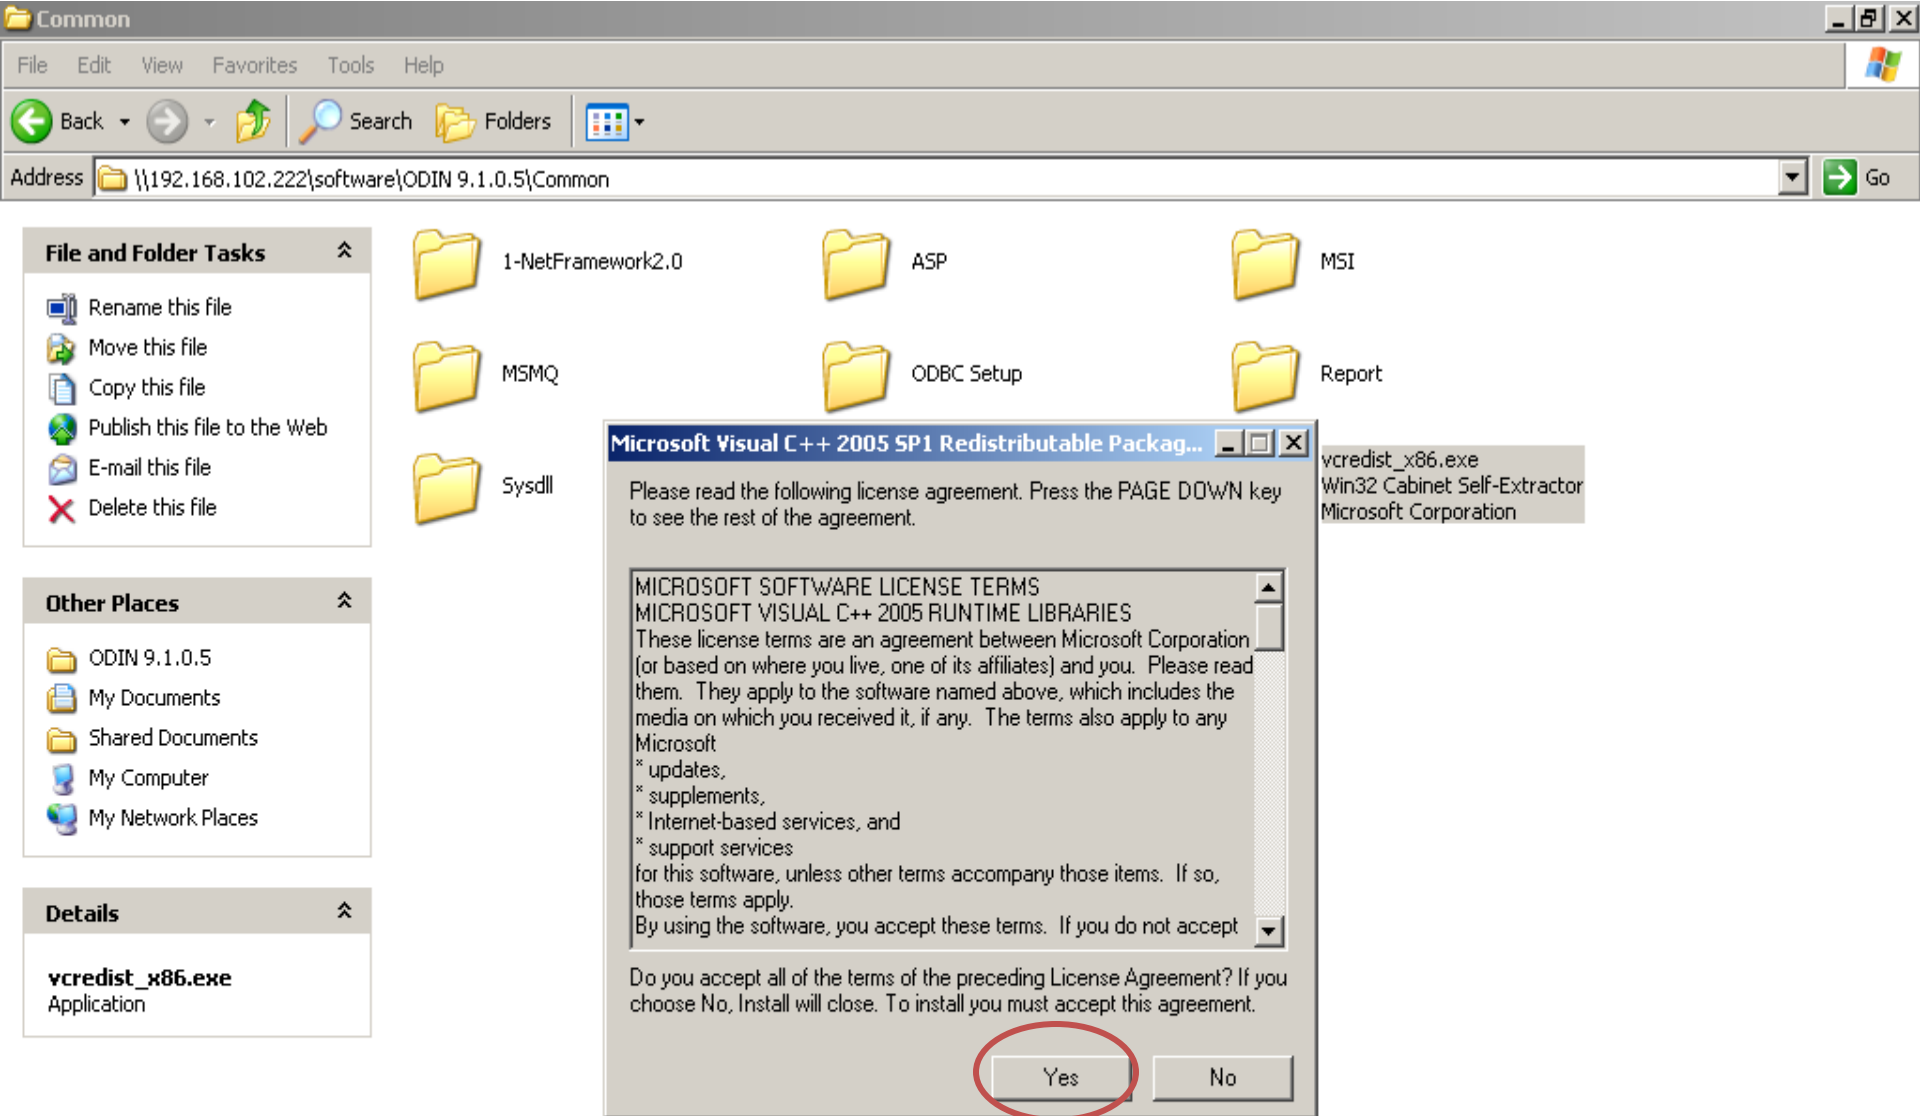 Common
File Edit View Favorites Tools Help
Back Search Folders
Address \\192.168.102.222\software\ODIN 9.1.0.5\Common Go
File and Folder Tasks
Rename this file
Move this file
Copy this file
Publish this file to the Web
E-mail this file
Delete this file
Other Places
ODIN 9.1.0.5
My Documents
Shared Documents
My Computer
My Network Places
Details
vcredist_x86.exe
Application
1-NetFramework2.0
ASP
MSI
MSMQ
ODBC Setup
Report
Sysdll
vcredist_x86.exe
Win32 Cabinet Self-Extractor
Microsoft Corporation
Microsoft Visual C++ 2005 SP1 Redistributable Packag...
Please read the following license agreement. Press the PAGE DOWN key
to see the rest of the agreement.
MICROSOFT SOFTWARE LICENSE TERMS
MICROSOFT VISUAL C++ 2005 RUNTIME LIBRARIES
These license terms are an agreement between Microsoft Corporation
(or based on where you live, one of its affiliates) and you.  Please read
them.  They apply to the software named above, which includes the
media on which you received it, if any.  The terms also apply to any
Microsoft
* updates,
* supplements,
* Internet-based services, and
* support services
for this software, unless other terms accompany those items.  If so,
those terms apply.
By using the software, you accept these terms.  If you do not accept
Do you accept all of the terms of the preceding License Agreement? If you
choose No, Install will close. To install you must accept this agreement.
Yes No